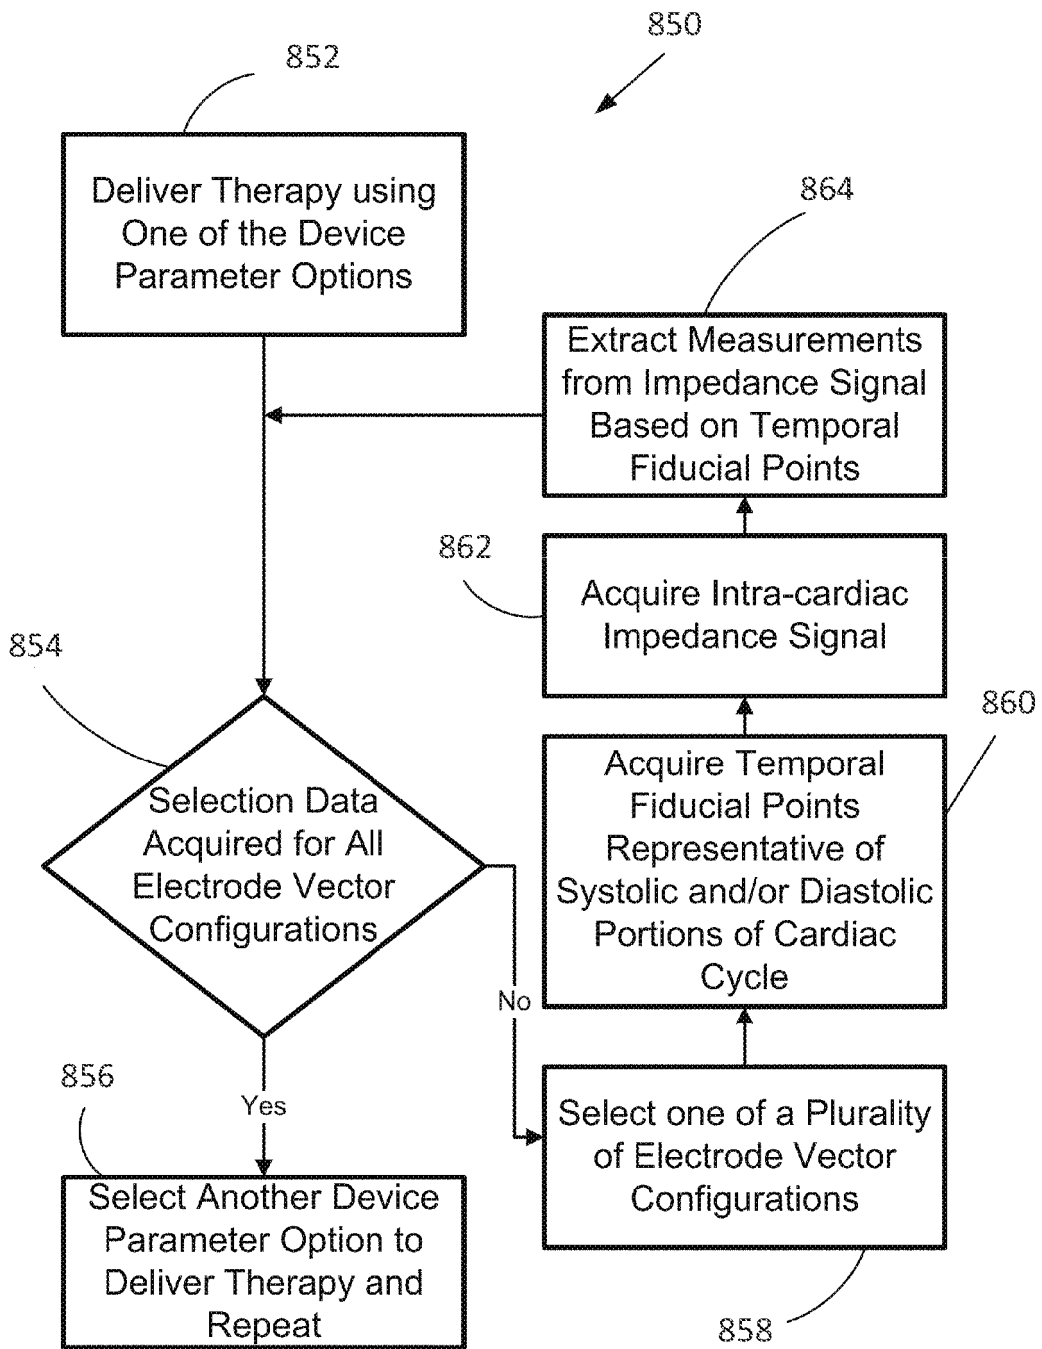 850
852
Deliver Therapy using
One of the Device
Parameter Options
864
Extract Measurements
from Impedance Signal
Based on Temporal
Fiducial Points
862
Acquire Intra-cardiac
Impedance Signal
854
Selection Data
Acquired for All
Electrode Vector
Configurations
860
Acquire Temporal
Fiducial Points
Representative of
Systolic and/or Diastolic
Portions of Cardiac
Cycle
No
Yes
856
Select Another Device
Parameter Option to
Deliver Therapy and
Repeat
Select one of a Plurality
of Electrode Vector
Configurations
858